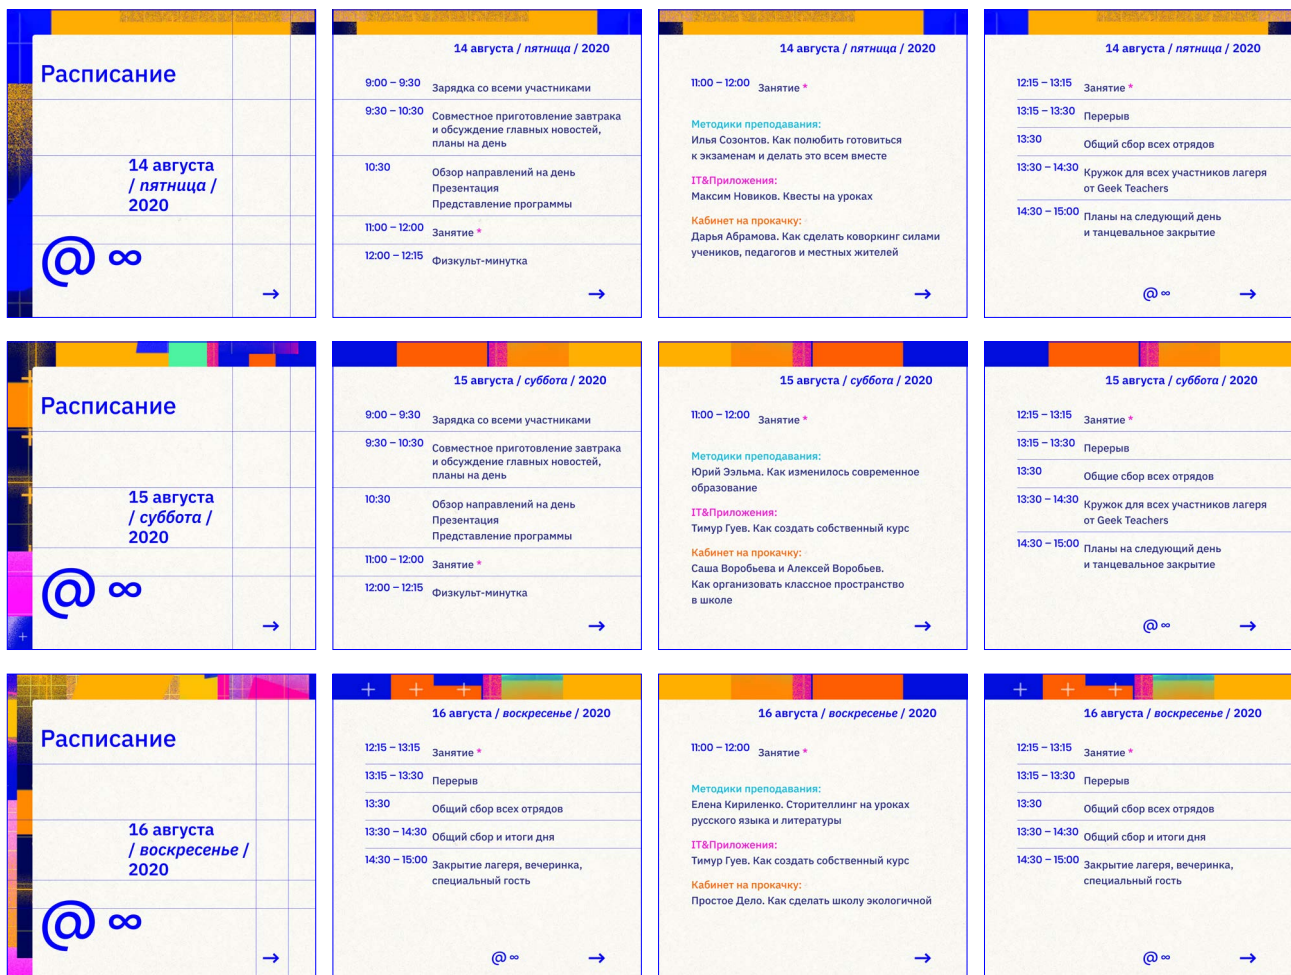 Расписание
14 августа
/ пятница /
2020
@ ∞
→
14 августа / пятница / 2020
9:00 – 9:30 Зарядка со всеми участниками
9:30 – 10:30 Совместное приготовление завтрака
и обсуждение главных новостей,
планы на день
10:30 Обзор направлений на день
Презентация
Представление программы
11:00 – 12:00 Занятие *
12:00 – 12:15 Физкульт-минутка
→
14 августа / пятница / 2020
11:00 – 12:00 Занятие *
Методики преподавания:
Илья Созонтов. Как полюбить готовиться
к экзаменам и делать это всем вместе
IT&Приложения:
Максим Новиков. Квесты на уроках
Кабинет на прокачку:
Дарья Абрамова. Как сделать коворкинг силами
учеников, педагогов и местных жителей
→
14 августа / пятница / 2020
12:15 – 13:15 Занятие *
13:15 – 13:30 Перерыв
13:30 Общий сбор всех отрядов
13:30 – 14:30 Кружок для всех участников лагеря
от Geek Teachers
14:30 – 15:00 Планы на следующий день
и танцевальное закрытие
@ ∞ →
Расписание
15 августа
/ суббота /
2020
@ ∞
→
15 августа / суббота / 2020
9:00 – 9:30 Зарядка со всеми участниками
9:30 – 10:30 Совместное приготовление завтрака
и обсуждение главных новостей,
планы на день
10:30 Обзор направлений на день
Презентация
Представление программы
11:00 – 12:00 Занятие *
12:00 – 12:15 Физкульт-минутка
→
15 августа / суббота / 2020
11:00 – 12:00 Занятие *
Методики преподавания:
Юрий Ээльма. Как изменилось современное
образование
IT&Приложения:
Тимур Гуев. Как создать собственный курс
Кабинет на прокачку:
Саша Воробьева и Алексей Воробьев.
Как организовать классное пространство
в школе
→
15 августа / суббота / 2020
12:15 – 13:15 Занятие *
13:15 – 13:30 Перерыв
13:30 Общие сбор всех отрядов
13:30 – 14:30 Кружок для всех участников лагеря
от Geek Teachers
14:30 – 15:00 Планы на следующий день
и танцевальное закрытие
@ ∞ →
Расписание
16 августа
/ воскресенье /
2020
@ ∞
→
16 августа / воскресенье / 2020
12:15 – 13:15 Занятие *
13:15 – 13:30 Перерыв
13:30 Общий сбор всех отрядов
13:30 – 14:30 Общий сбор и итоги дня
14:30 – 15:00 Закрытие лагеря, вечеринка,
специальный гость
@ ∞ →
16 августа / воскресенье / 2020
11:00 – 12:00 Занятие *
Методики преподавания:
Елена Кириленко. Сторителлинг на уроках
русского языка и литературы
IT&Приложения:
Тимур Гуев. Как создать собственный курс
Кабинет на прокачку:
Простое Дело. Как сделать школу экологичной
→
16 августа / воскресенье / 2020
12:15 – 13:15 Занятие *
13:15 – 13:30 Перерыв
13:30 Общий сбор всех отрядов
13:30 – 14:30 Общий сбор и итоги дня
14:30 – 15:00 Закрытие лагеря, вечеринка,
специальный гость
@ ∞ →